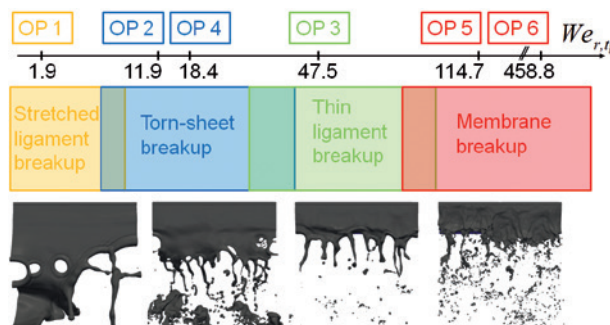 OP 1 OP 2 OP 4 OP 3 OP 5 OP 6 We
1.9 11.9 18.4 47.5 114.7 458.8
Stretched
ligament
breakup
Torn-sheet
breakup
Thin
ligament
breakup
Membrane
breakup